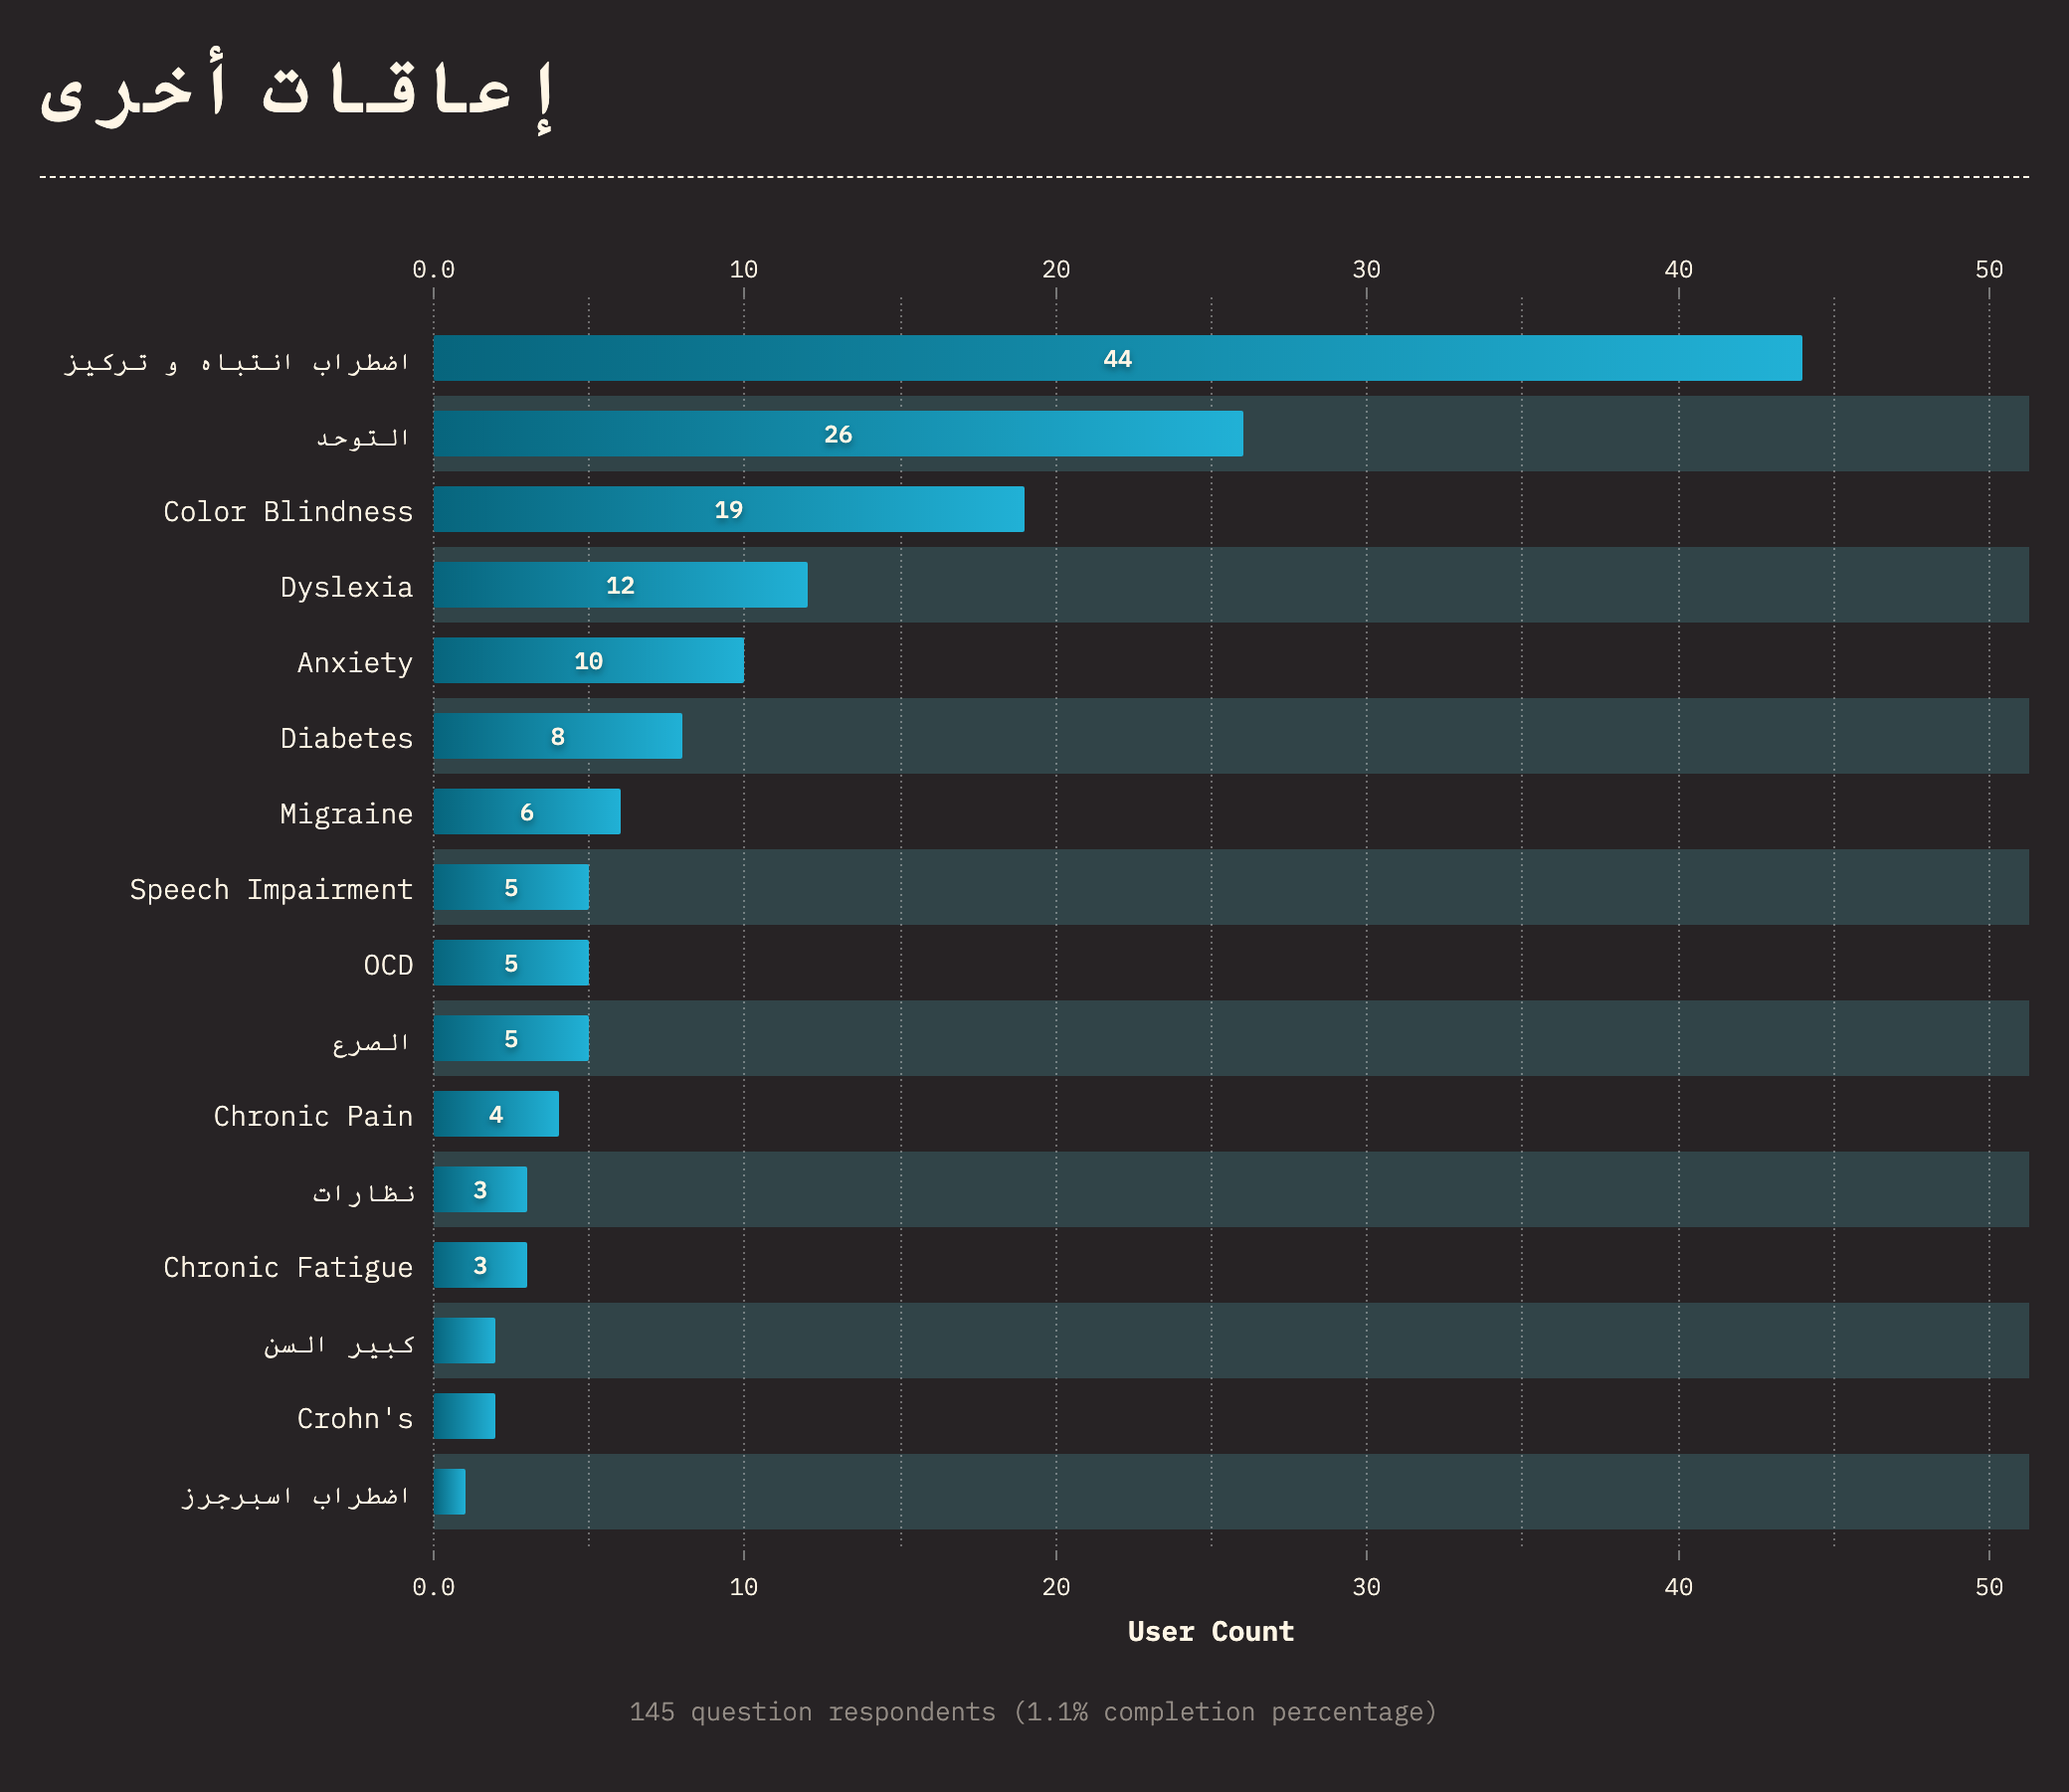 إعاقات أخرى
0.0 10 20 30 40 50
اضطراب انتباه و تركيز 44
التوحد 26
Color Blindness 19
Dyslexia 12
Anxiety 10
Diabetes 8
Migraine 6
Speech Impairment 5
OCD 5
الصرع 5
Chronic Pain 4
نظارات 3
Chronic Fatigue 3
كبير السن
Crohn's
اضطراب اسبرجرز
0.0 10 20 30 40 50
User Count
145 question respondents (1.1% completion percentage)